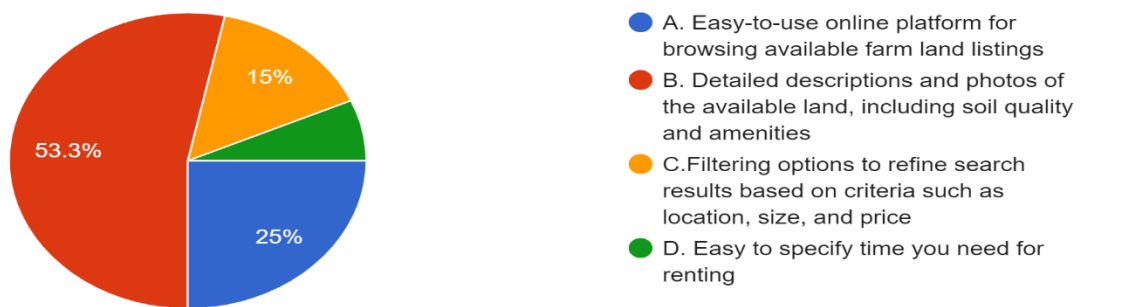 15%
53.3%
25%
A. Easy-to-use online platform for
browsing available farm land listings
B. Detailed descriptions and photos of
the available land, including soil quality
and amenities
C.Filtering options to refine search
results based on criteria such as
location, size, and price
D. Easy to specify time you need for
renting